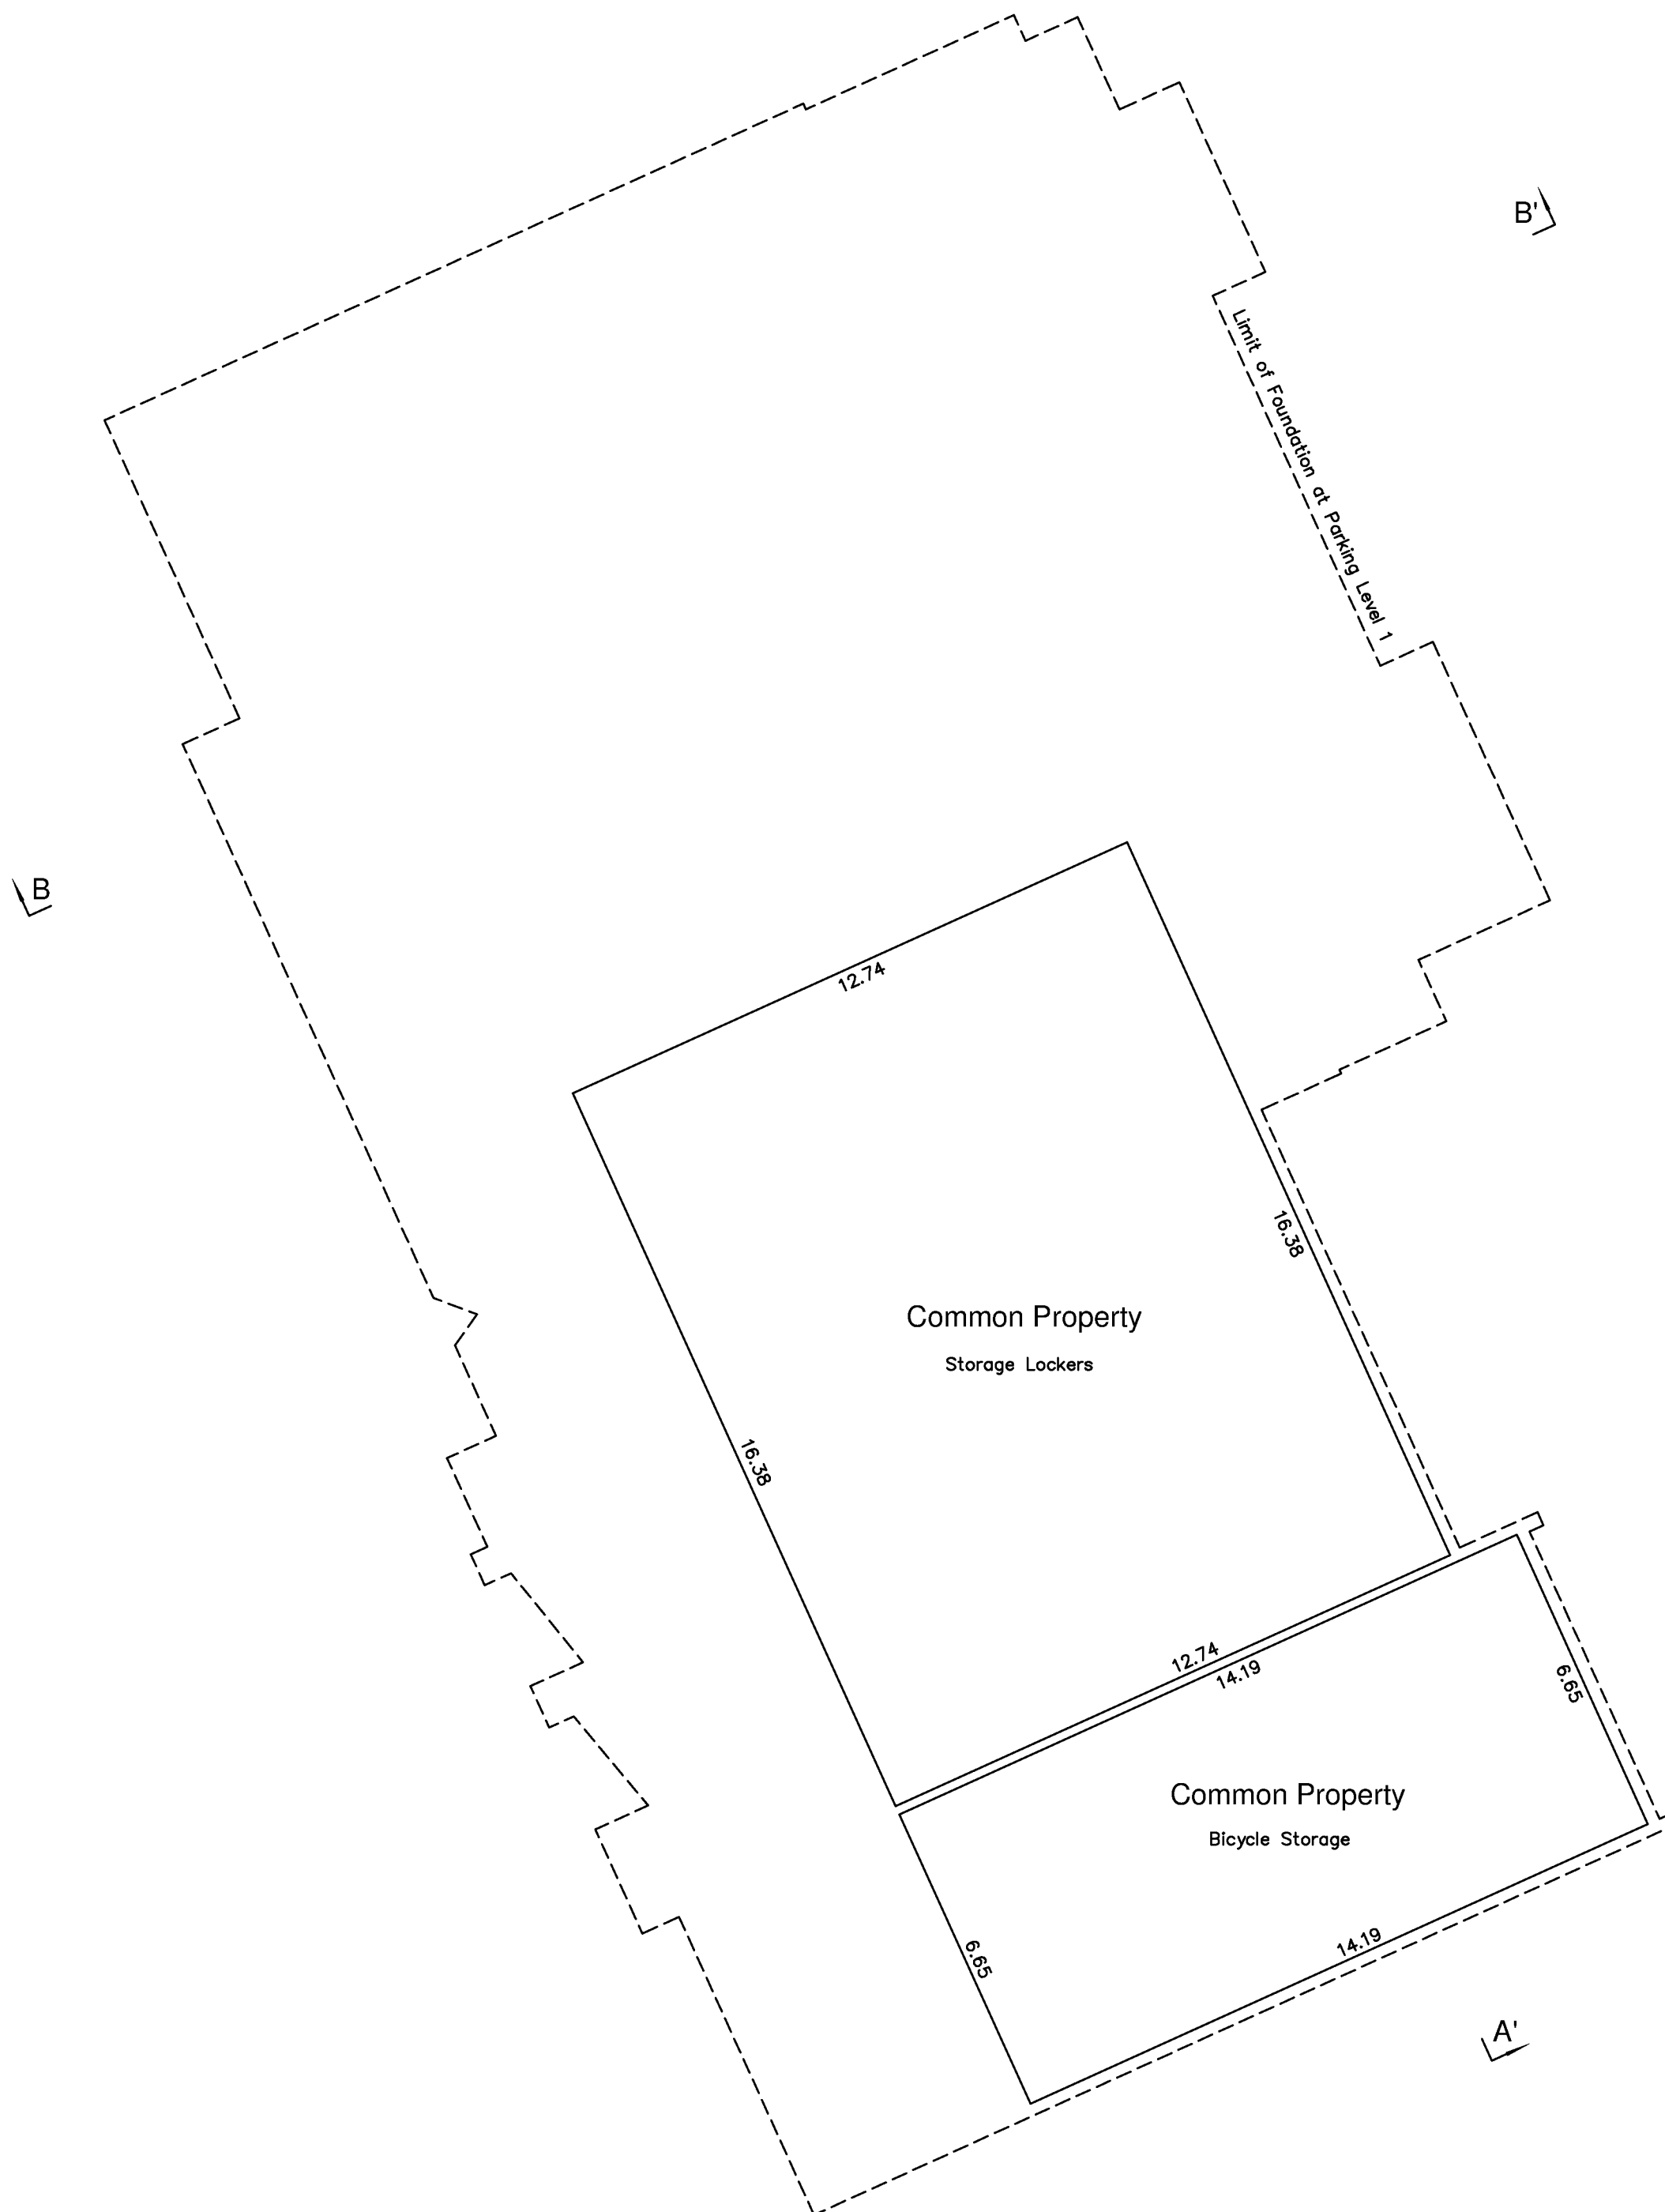 B'
Limit of Foundation at Parking Level 1
B
12.74
16.38
Common Property
Storage Lockers
16.38
12.74
14.19
6.65
Common Property
Bicycle Storage
6.65
14.19
A'